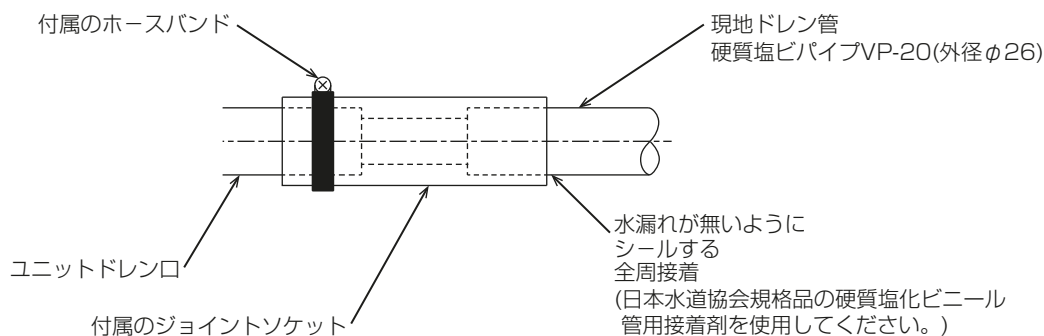 付属のホースバンド
現地ドレン管
硬質塩ビパイプVP-20(外径φ26)
ユニットドレン口
付属のジョイントソケット
水漏れが無いように
シールする
全周接着
(日本水道協会規格品の硬質塩化ビニール
管用接着剤を使用してください。)